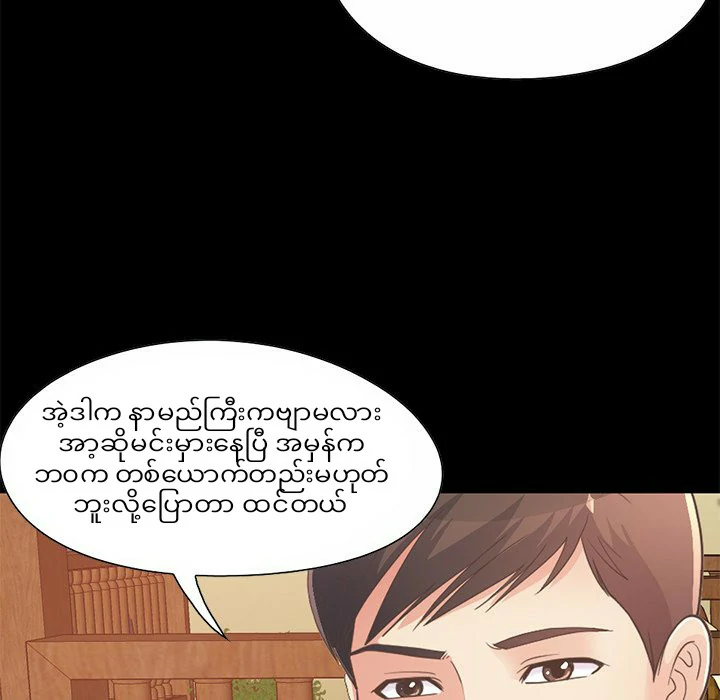 အဲ့ဒါက နာမည်ကြီးကဗျာမလား
အာ့ဆိုမင်းမှားနေပြီ အမှန်က
ဘဝက တစ်ယောက်တည်းမဟုတ်
ဘူးလို့ပြောတာ ထင်တယ်